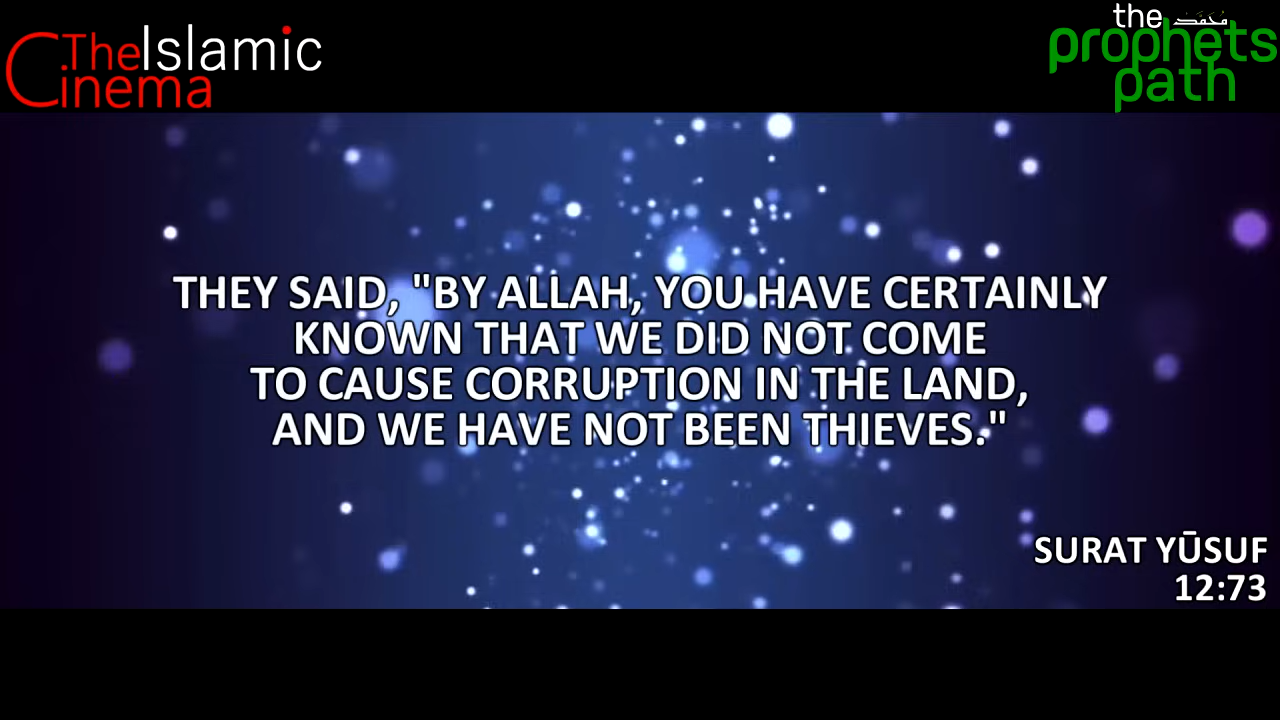 TheIslamic
Cinema
the محمد
prophets
path
THEY SAID, "BY ALLAH, YOU HAVE CERTAINLY
KNOWN THAT WE DID NOT COME
TO CAUSE CORRUPTION IN THE LAND,
AND WE HAVE NOT BEEN THIEVES."
SURAT YŪSUF
12:73